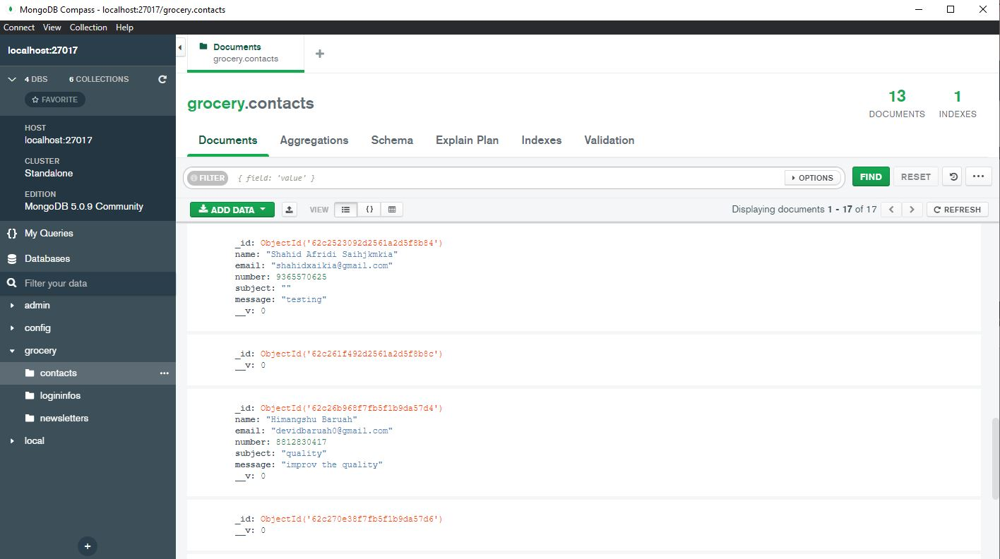 MongoDB Compass - localhost:27017/grocery.contacts
Connect View Collection Help
localhost:27017
4 DBS 6 COLLECTIONS
FAVORITE
HOST
localhost:27017
CLUSTER
Standalone
EDITION
MongoDB 5.0.9 Community
My Queries
Databases
Filter your data
admin
config
grocery
contacts
logininfos
newsletters
local
Documents
grocery.contacts
grocery.contacts
13 DOCUMENTS
1 INDEXES
Documents Aggregations Schema Explain Plan Indexes Validation
FILTER { field: 'value' } OPTIONS FIND RESET
ADD DATA VIEW {} Displaying documents 1 - 17 of 17 REFRESH
_id: ObjectId('62c2523092d2561a2d5f8b84')
name: "Shahid Afridi Saihjkmkia"
email: "shahidxaikia@gmail.com"
number: 9365570625
subject: ""
message: "testing"
__v: 0
_id: ObjectId('62c261f492d2561a2d5f8b8c')
__v: 0
_id: ObjectId('62c26b968f7fb5f1b9da57d4')
name: "Himangshu Baruah"
email: "devidbaruah0@gmail.com"
number: 8812830417
subject: "quality"
message: "improv the quality"
__v: 0
_id: ObjectId('62c270e38f7fb5f1b9da57d6')
__v: 0